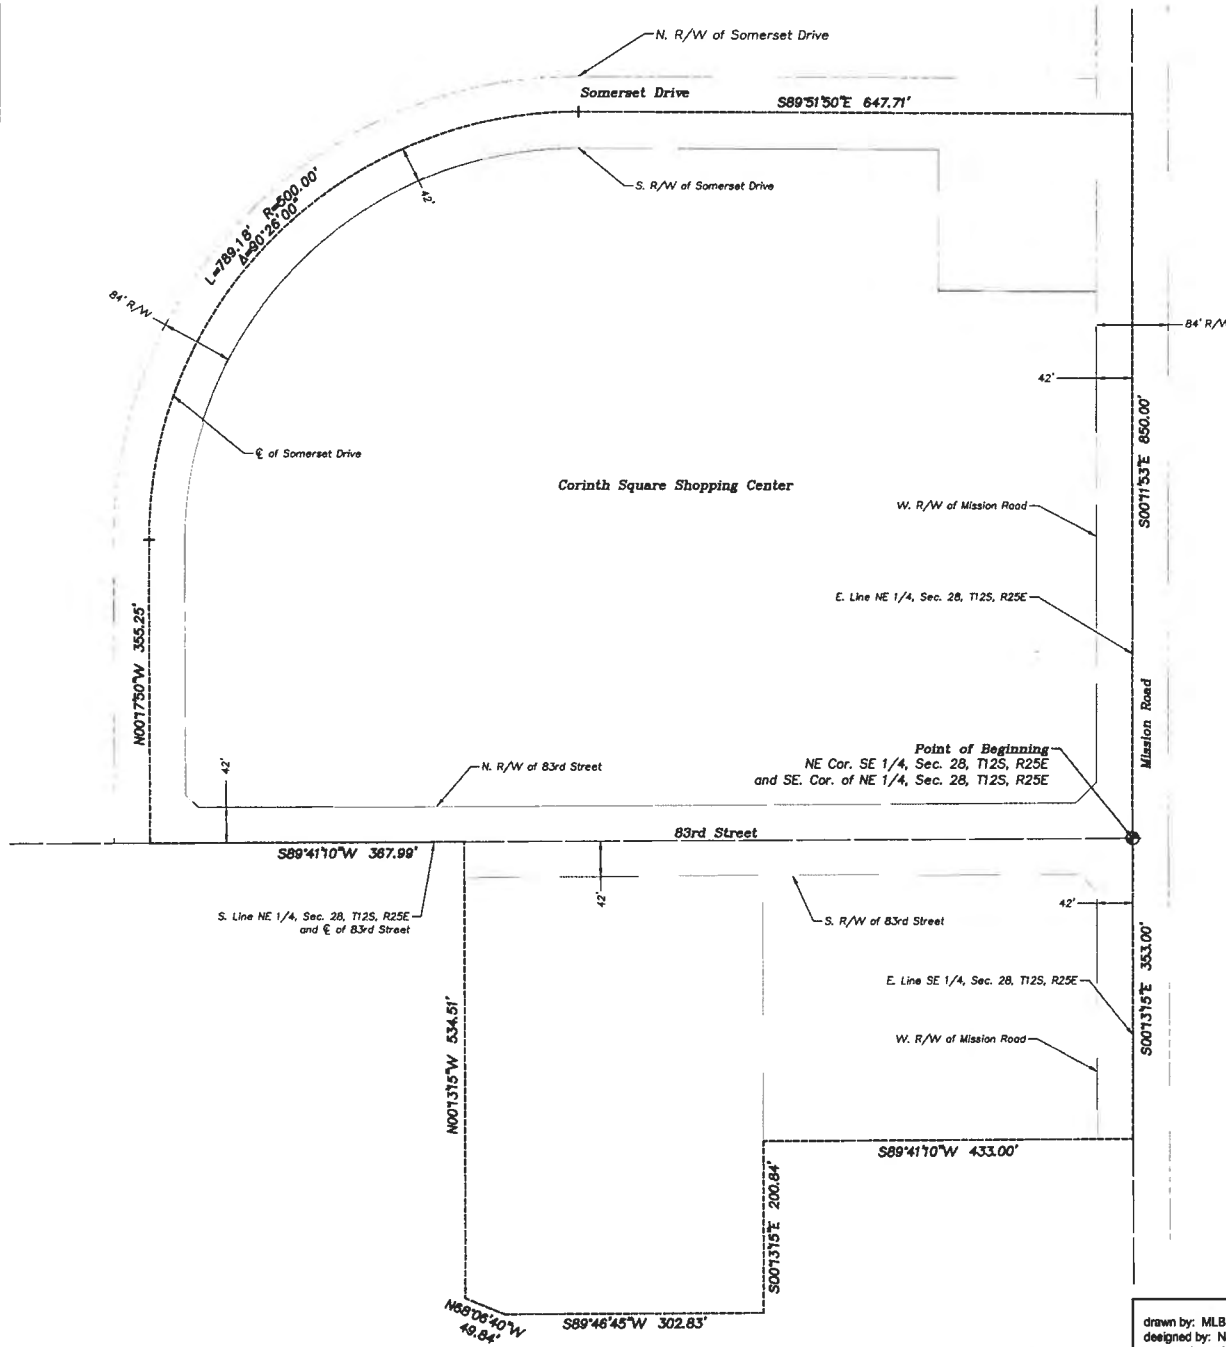 N. R/W of Somerset Drive
Somerset Drive
S89°51'50"E 647.71'
S. R/W of Somerset Drive
42'
L=789.18' R=500.00'
Δ=90°26'00"
84' R/W
84' R/W
42'
℄ of Somerset Drive
S00°11'53"E 850.00'
Corinth Square Shopping Center
W. R/W of Mission Road
E. Line NE 1/4, Sec. 28, T12S, R25E
N00°17'50"W 355.25'
Mission Road
Point of Beginning
NE Cor. SE 1/4, Sec. 28, T12S, R25E
and SE. Cor. of NE 1/4, Sec. 28, T12S, R25E
42'
N. R/W of 83rd Street
83rd Street
S89°41'10"W 367.99'
42'
42'
S. Line NE 1/4, Sec. 28, T12S, R25E
and ℄ of 83rd Street
S. R/W of 83rd Street
S00°13'15"E 353.00'
E. Line SE 1/4, Sec. 28, T12S, R25E
W. R/W of Mission Road
N00°13'15"W 534.51'
S89°41'10"W 433.00'
S00°13'15"E 200.84'
N68°06'40"W
49.84'
S89°46'45"W 302.83'
drawn by: MLB
designed by: N